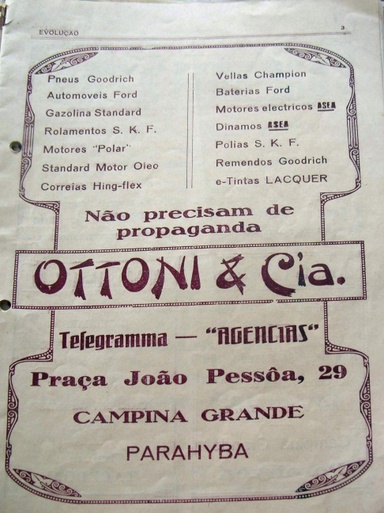 EVOLUÇÃO
3
Pneus Goodrich
Automoveis Ford
Gazolina Standard
Rolamentos S. K. F.
Motores "Polar"
Standard Motor Oleo
Correias Hing-flex
Vellas Champion
Baterias Ford
Motores electricos ASEA
Dinamos ASEA
Polias S. K. F.
Remendos Goodrich
e-Tintas LACQUER
Não precisam de
propaganda
OTTONI & Cia.
Telegramma — "AGENCIAS"
Praça João Pessôa, 29
CAMPINA GRANDE
PARAHYBA